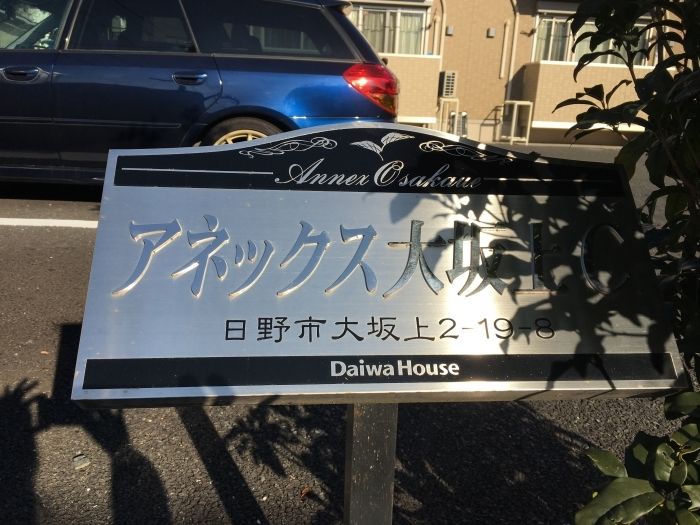 Annex Osakaue
アネックス大坂上C
日野市大坂上2-19-8
Daiwa House